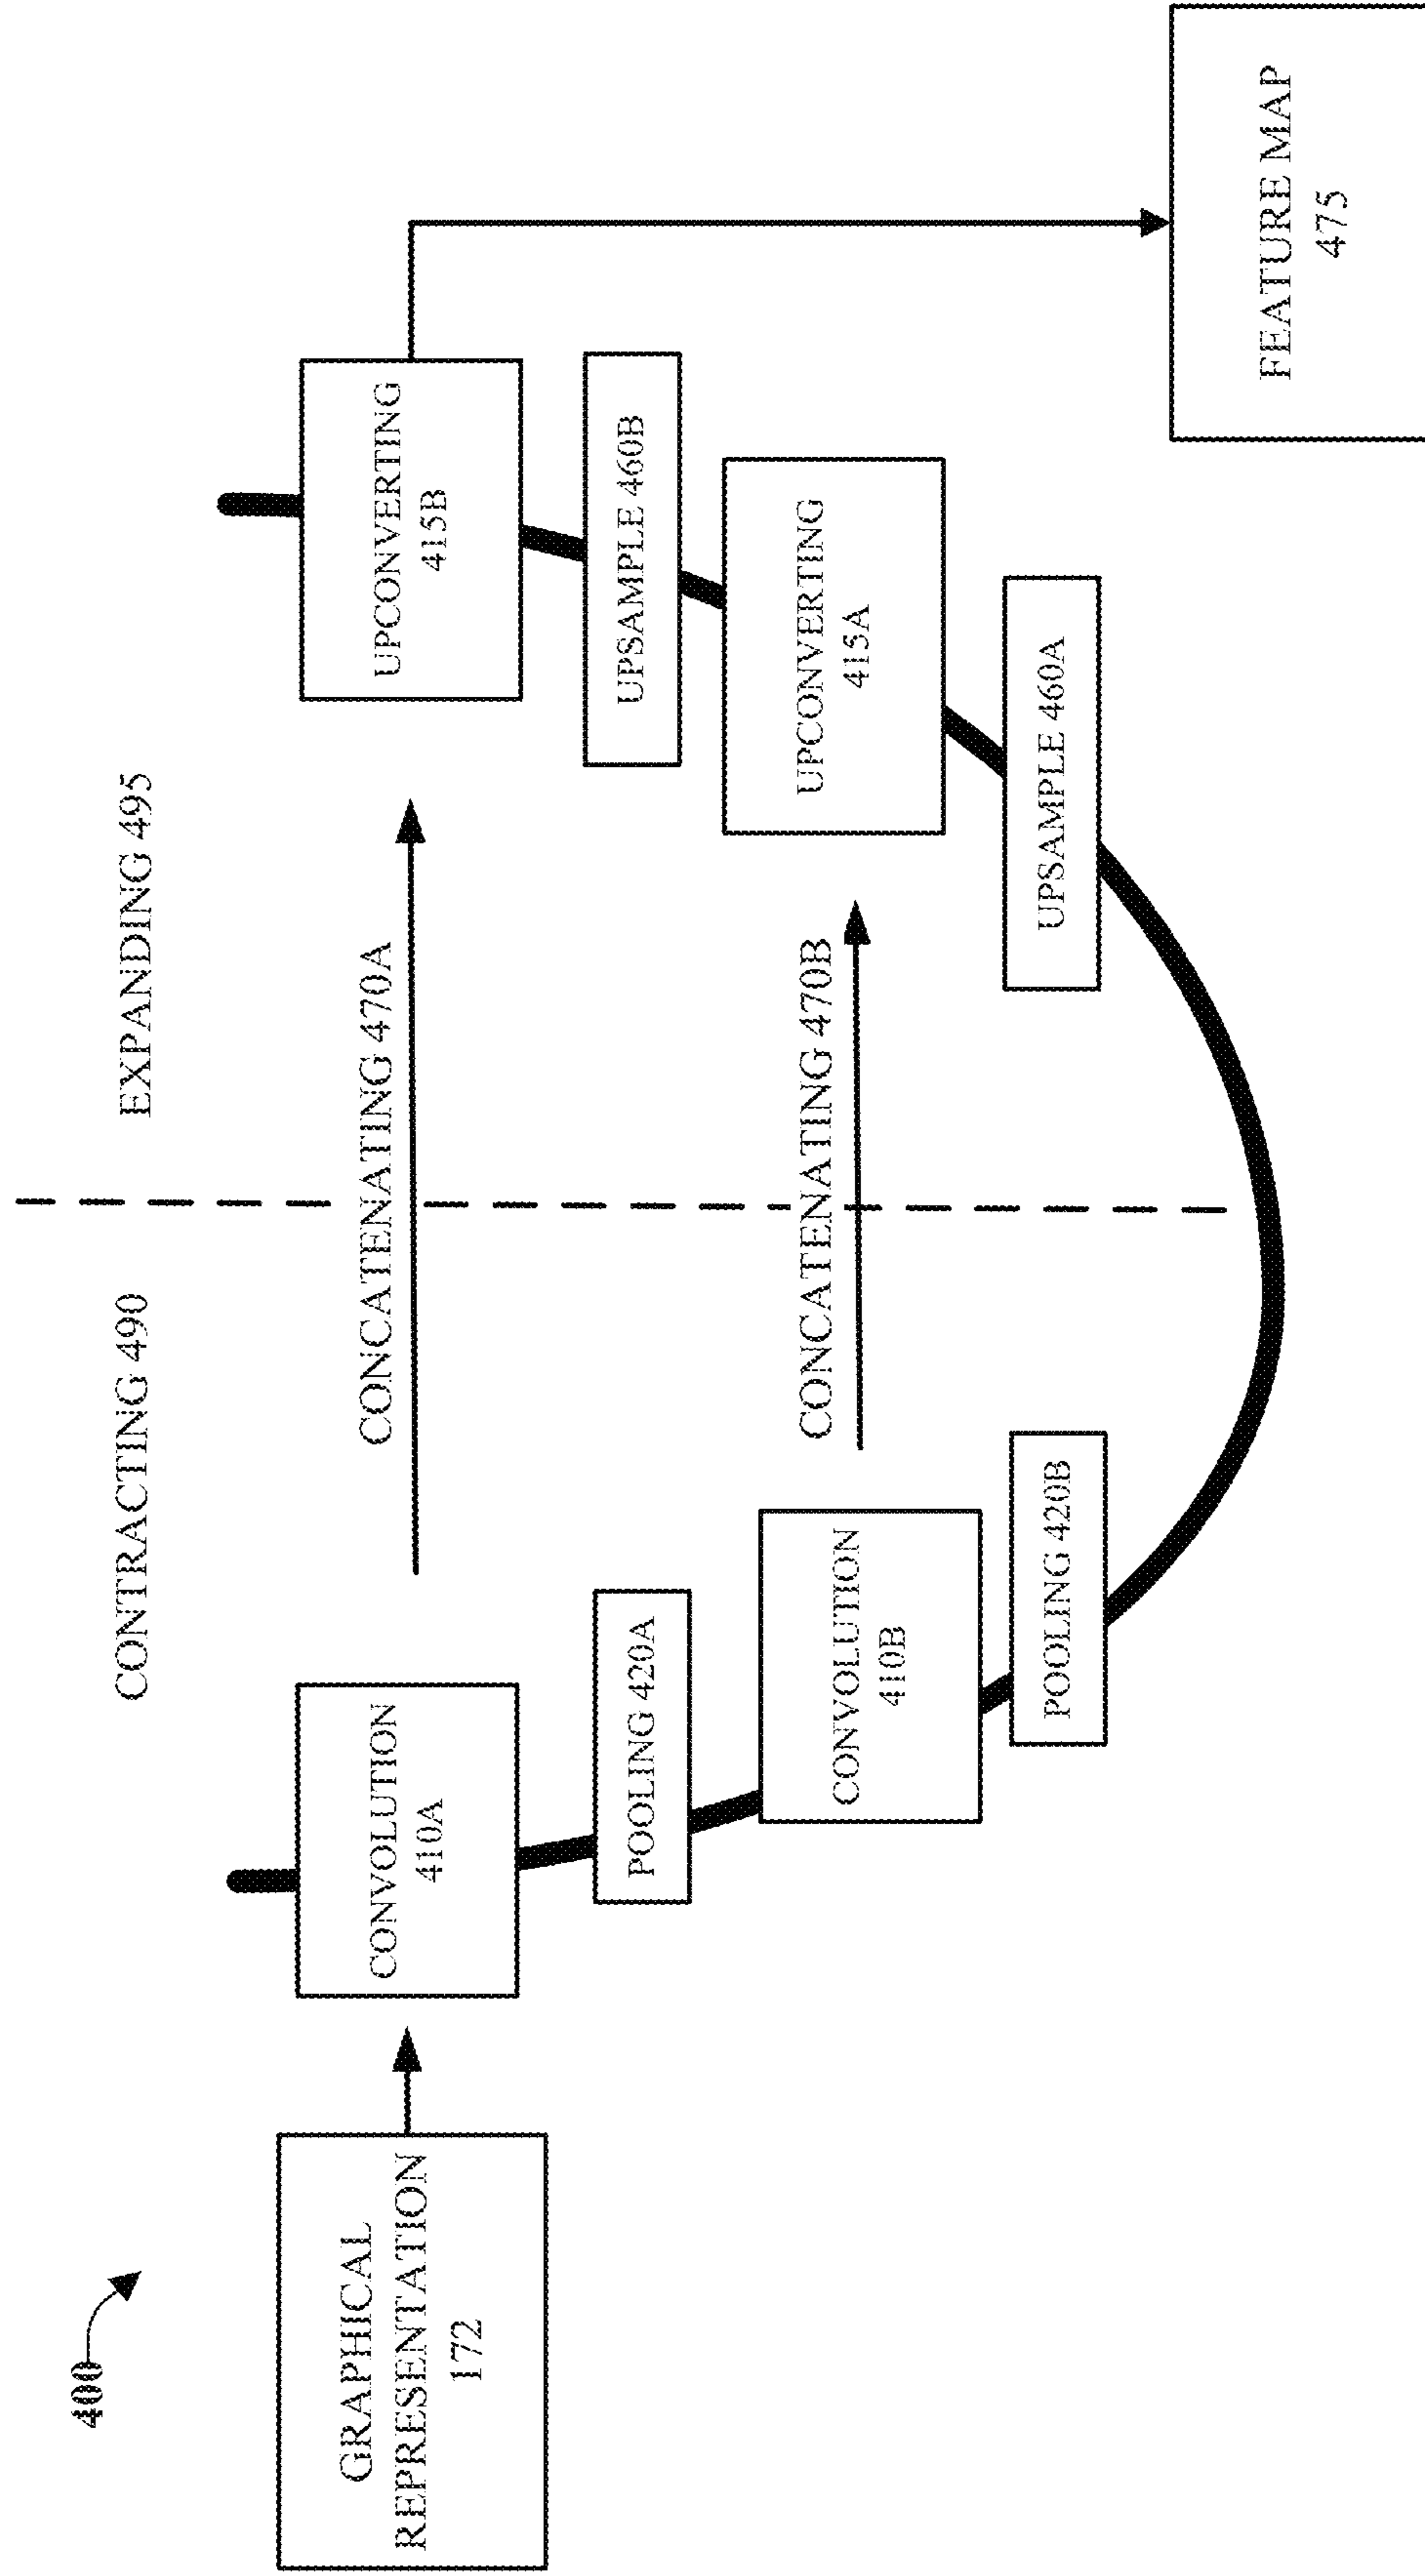 400
CONTRACTING 490
EXPANDING 495
GRAPHICAL
REPRESENTATION
172
CONVOLUTION
410A
CONCATENATING 470A
UPCONVERTING
415B
POOLING 420A
UPSAMPLE 460B
CONVOLUTION
410B
CONCATENATING 470B
UPCONVERTING
415A
POOLING 420B
UPSAMPLE 460A
FEATURE MAP
475